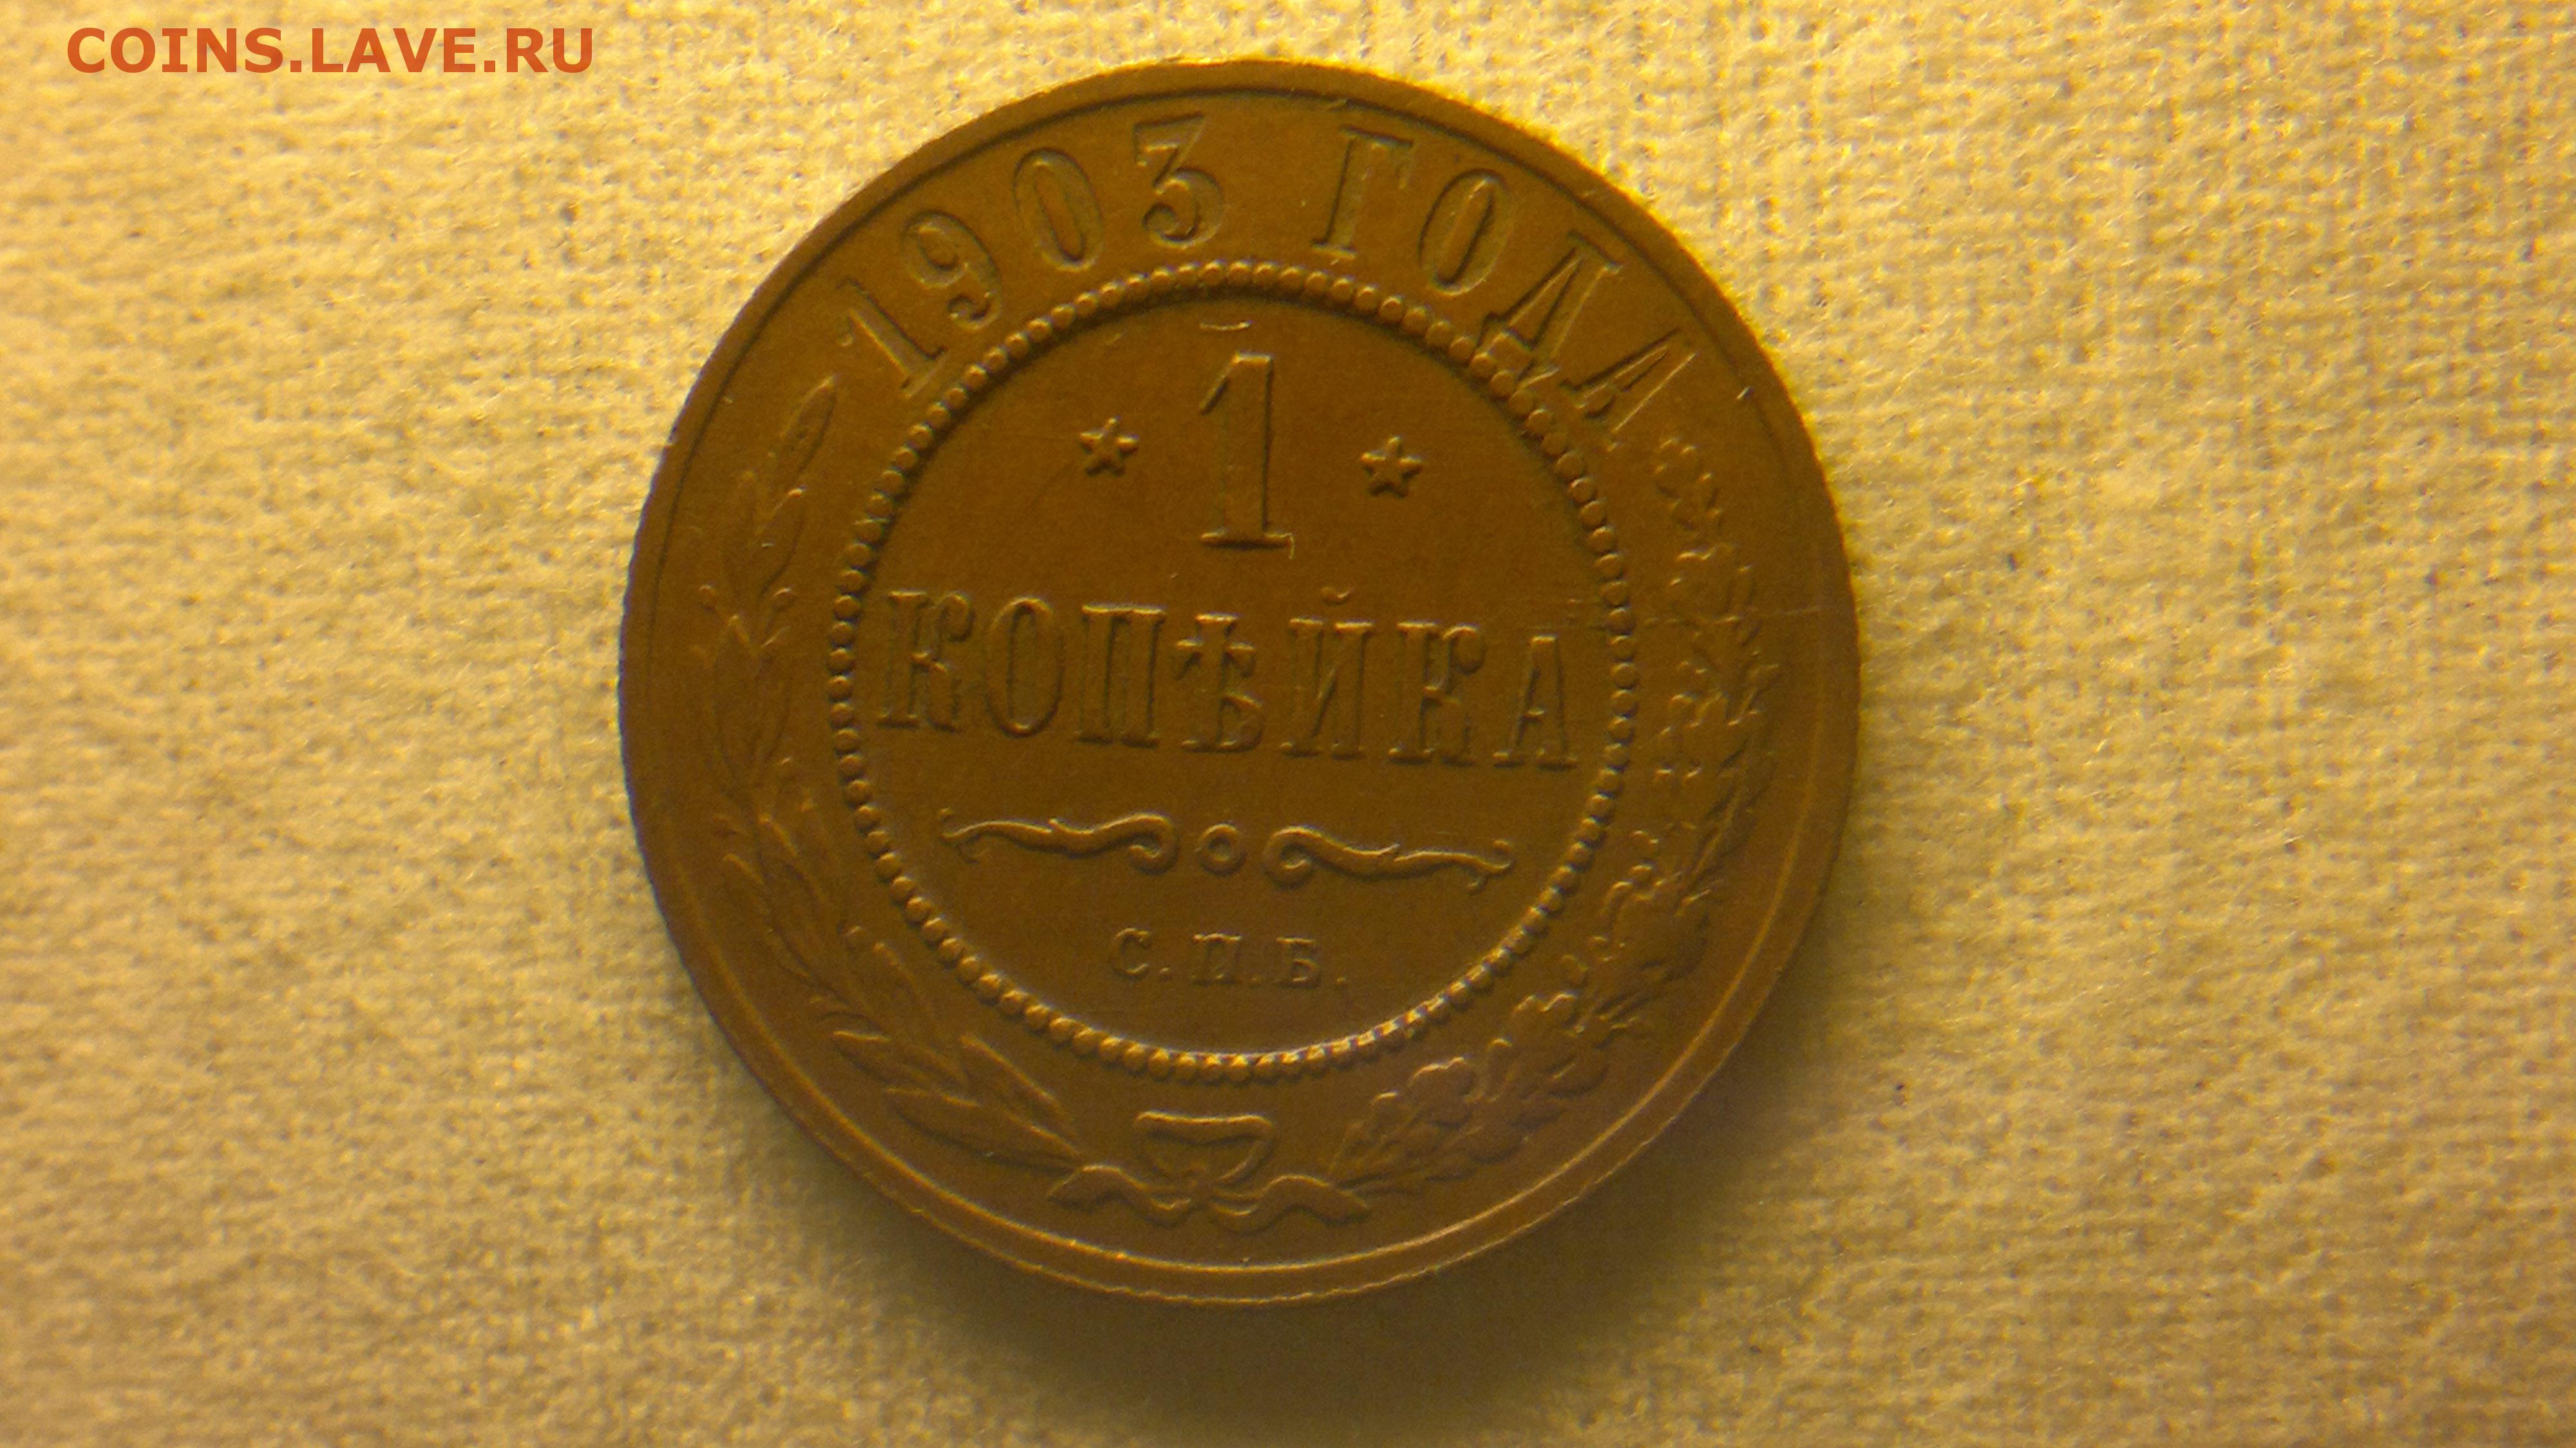 COINS.LAVE.RU
1903 ГОДА
1
КОПѢЙКА
С.П.Б.